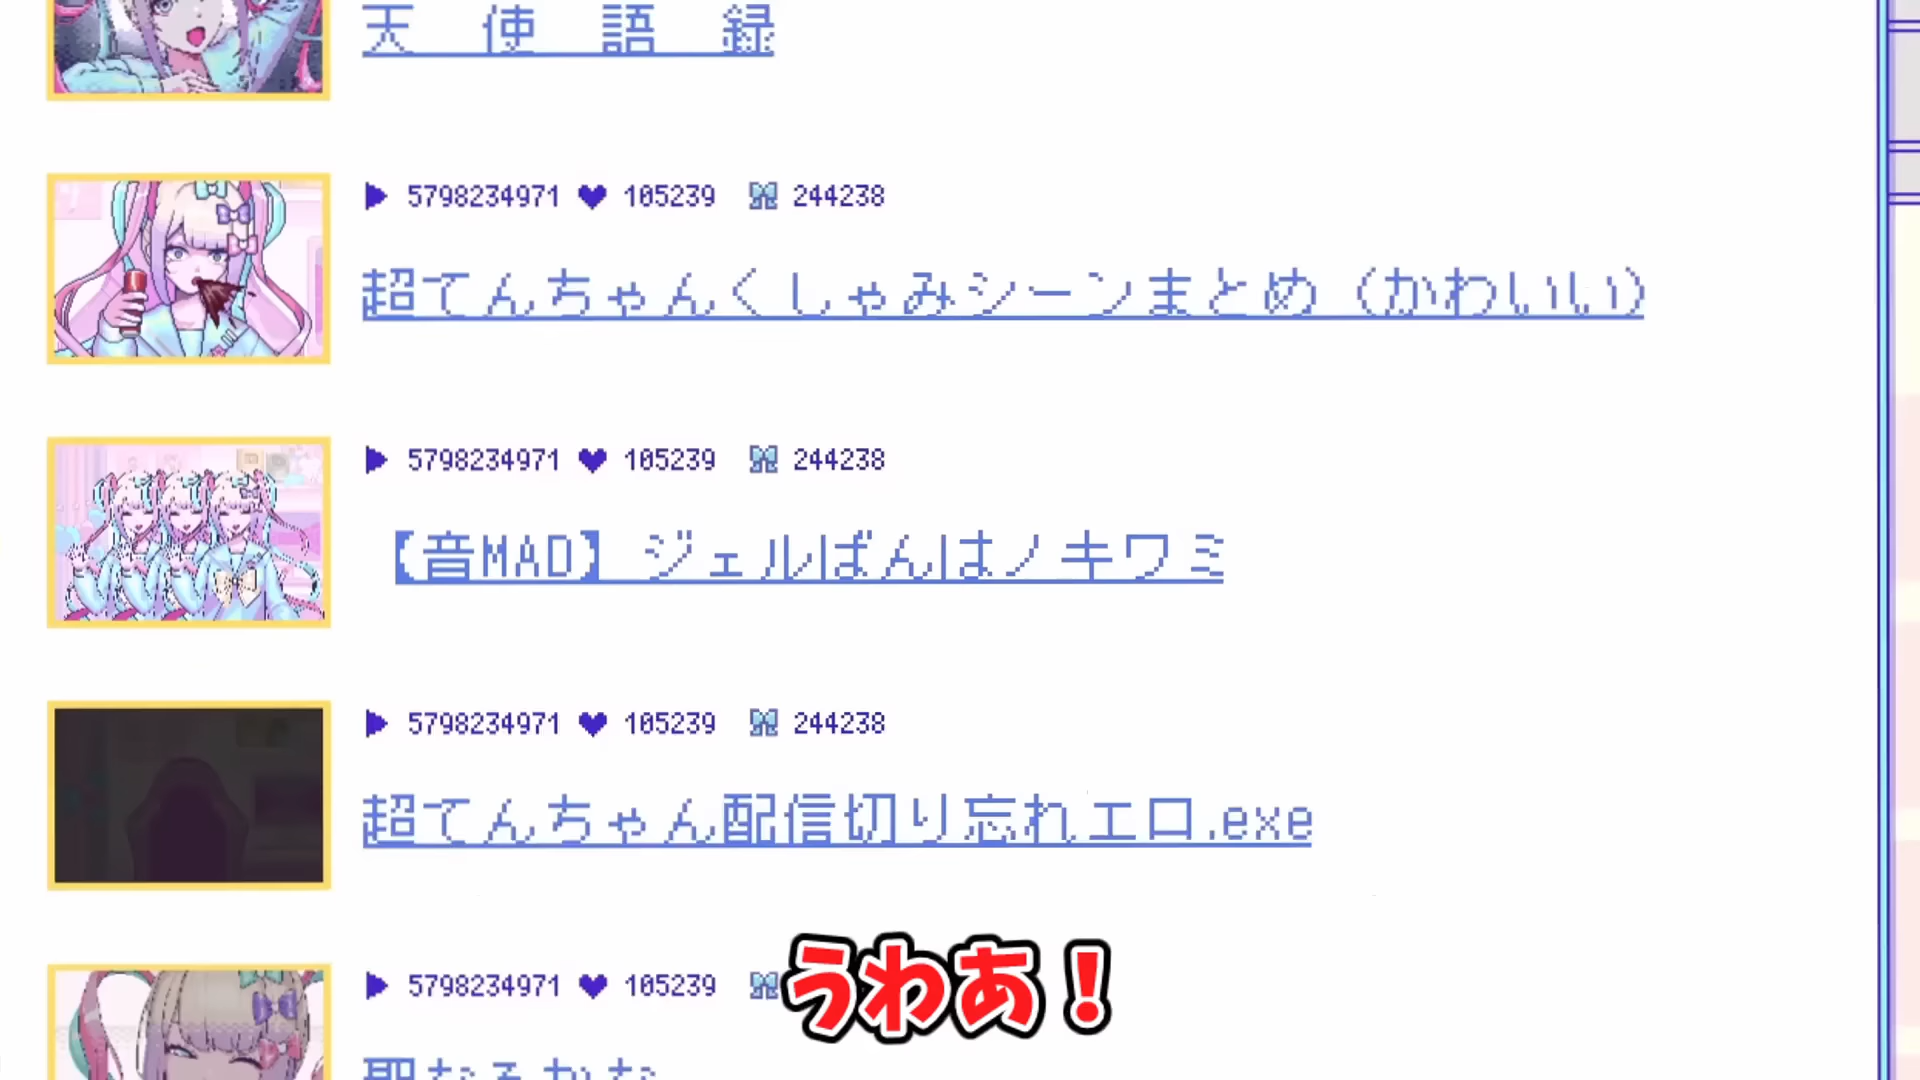 天 使 語 録
5798234971 105239 244238
超てんちゃんくしゃみシーンまとめ（かわいい）
5798234971 105239 244238
【音MAD】 ジェルばんはノキワミ
5798234971 105239 244238
超てんちゃん配信切り忘れエロ.exe
5798234971 105239
うわあ！